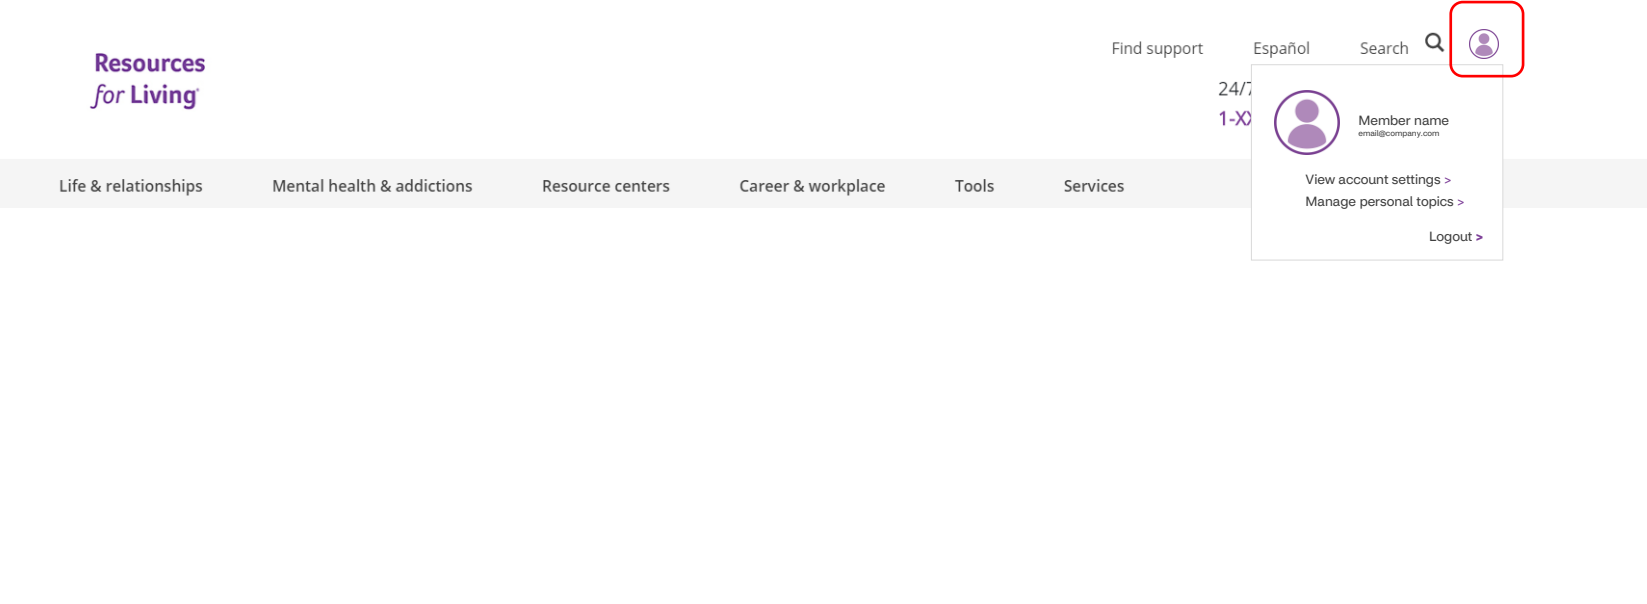 Find support Español Search
Resources
for Living
24/7
1-XX
Member name
email@company.com
Life & relationships Mental health & addictions Resource centers Career & workplace Tools Services
View account settings >
Manage personal topics >
Logout >